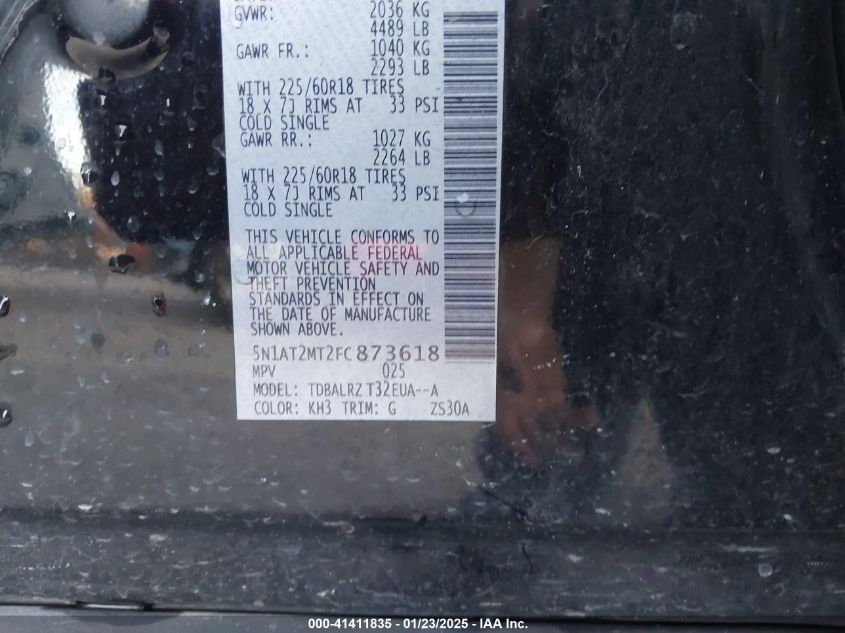 GVWR: 2036 KG
4489 LB
GAWR FR.: 1040 KG
2293 LB
WITH 225/60R18 TIRES
18 X 7J RIMS AT 33 PSI
COLD SINGLE
GAWR RR.: 1027 KG
2264 LB
WITH 225/60R18 TIRES
18 X 7J RIMS AT 33 PSI
COLD SINGLE
THIS VEHICLE CONFORMS TO
ALL APPLICABLE FEDERAL
MOTOR VEHICLE SAFETY AND
THEFT PREVENTION
STANDARDS IN EFFECT ON
THE DATE OF MANUFACTURE
SHOWN ABOVE.
5N1AT2MT2FC873618
MPV 025
MODEL: TDBALRZ T32EUA--A
COLOR: KH3 TRIM: G ZS30A
000-41411835 - 01/23/2025 - IAA Inc.